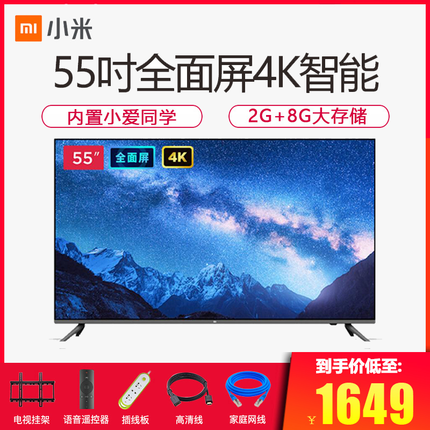 mi 小米
55吋全面屏4K智能
内置小爱同学
2G+8G大存储
55"
全面屏
4K
到手价低至:
¥1649
电视挂架
语音遥控器
插线板
高清线
家庭网线